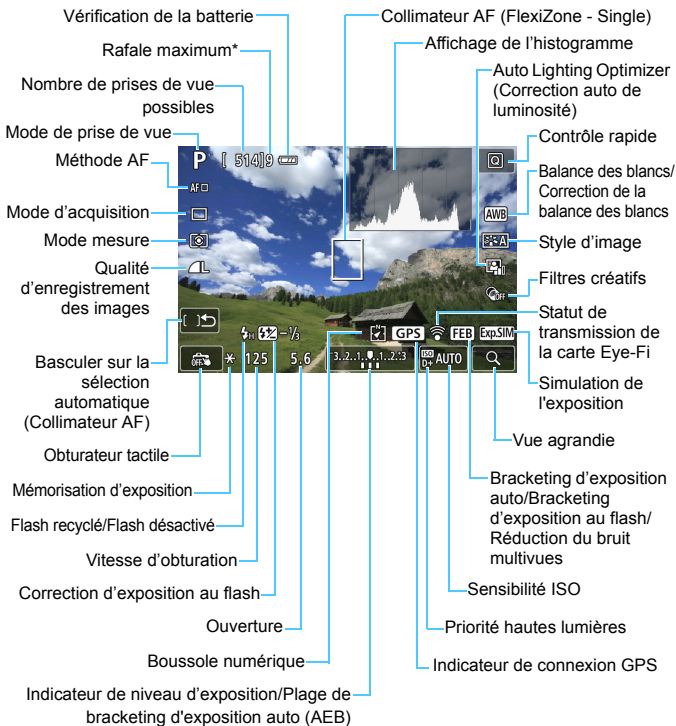 Vérification de la batterie
Collimateur AF (FlexiZone - Single)
Rafale maximum*
Affichage de l’histogramme
Nombre de prises de vue
possibles
Auto Lighting Optimizer
(Correction auto de
luminosité)
Mode de prise de vue
Contrôle rapide
Méthode AF
Balance des blancs/
Correction de la
balance des blancs
Mode d’acquisition
Mode mesure
Style d’image
Qualité
d’enregistrement
des images
Filtres créatifs
Statut de
transmission de
la carte Eye-Fi
Basculer sur la
sélection
automatique
(Collimateur AF)
Simulation de
l'exposition
Vue agrandie
Obturateur tactile
Mémorisation d’exposition
Bracketing d’exposition
auto/Bracketing
d’exposition au flash/
Réduction du bruit
multivues
Flash recyclé/Flash désactivé
Vitesse d’obturation
Correction d’exposition au flash
Sensibilité ISO
Ouverture
Priorité hautes lumières
Boussole numérique
Indicateur de connexion GPS
Indicateur de niveau d’exposition/Plage de
bracketing d'exposition auto (AEB)
P [ 514]9
Q
AF
AWB
A
L
OFF
H -1/3 GPS FEB Exp.SIM
OFF 125 5.6 -3..2..1..0..1..2.:3 ISO D+ AUTO